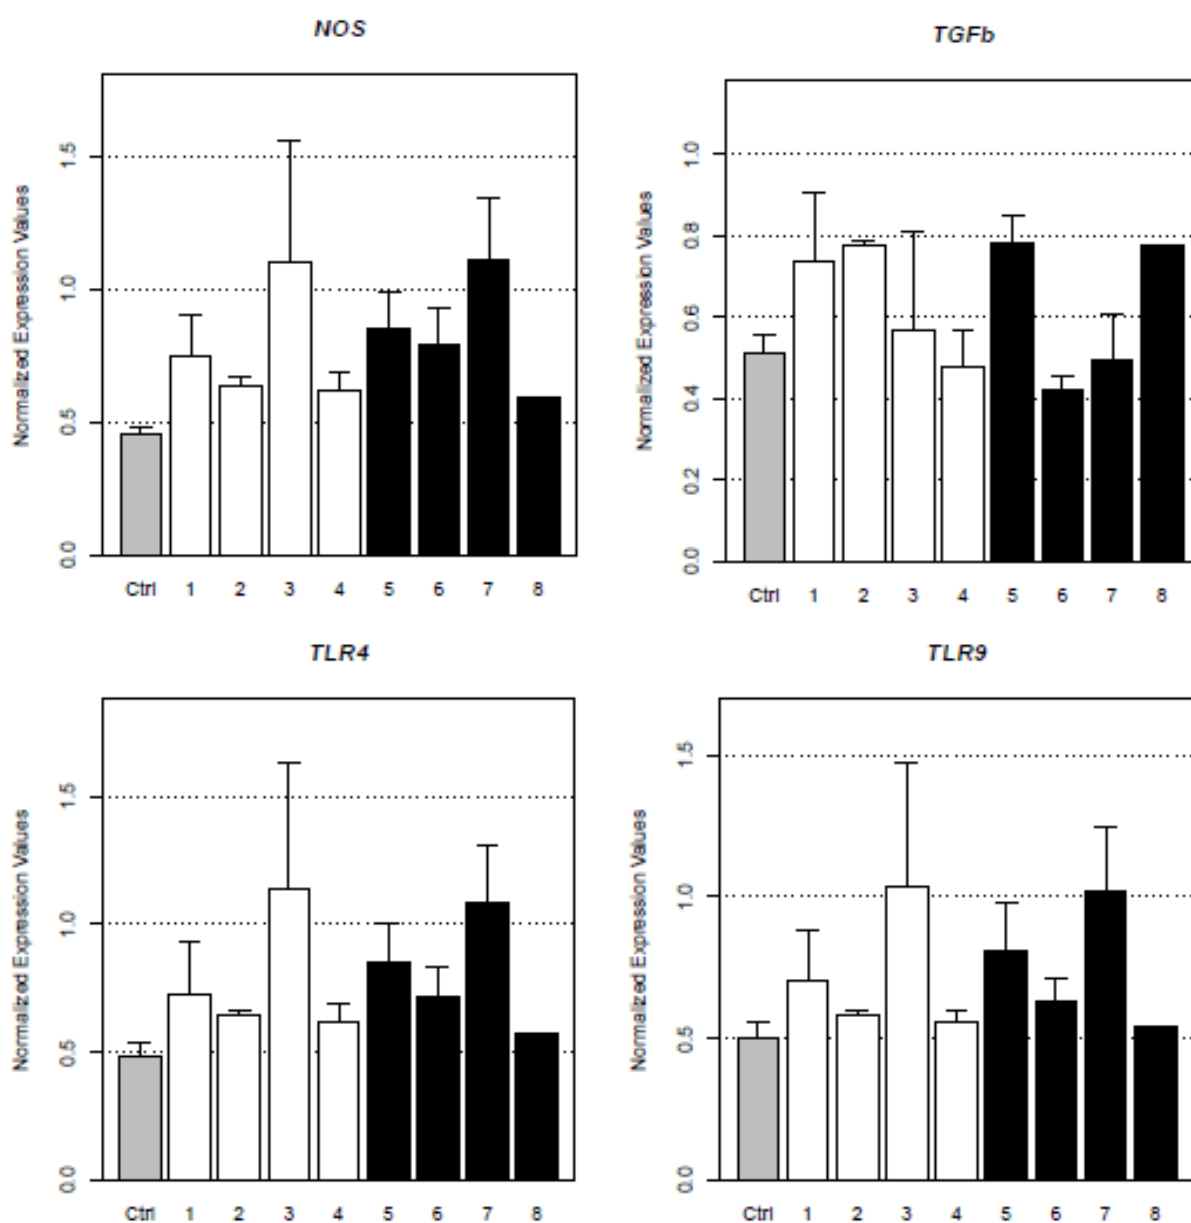 NOS
Normalized Expression Values
1.5
1.0
0.5
0.0
Ctrl 1 2 3 4 5 6 7 8
TGFb
Normalized Expression Values
1.0
0.8
0.6
0.4
0.2
0.0
Ctrl 1 2 3 4 5 6 7 8
TLR4
Normalized Expression Values
1.5
1.0
0.5
0.0
Ctrl 1 2 3 4 5 6 7 8
TLR9
Normalized Expression Values
1.5
1.0
0.5
0.0
Ctrl 1 2 3 4 5 6 7 8